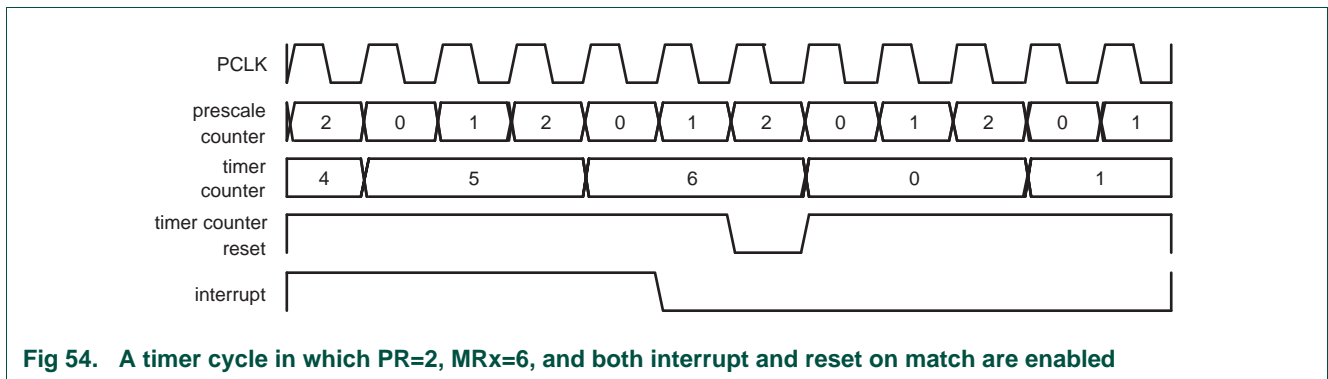 PCLK
prescale
counter
2 0 1 2 0 1 2 0 1 2 0 1
timer
counter
4 5 6 0 1
timer counter
reset
interrupt
Fig 54. A timer cycle in which PR=2, MRx=6, and both interrupt and reset on match are enabled